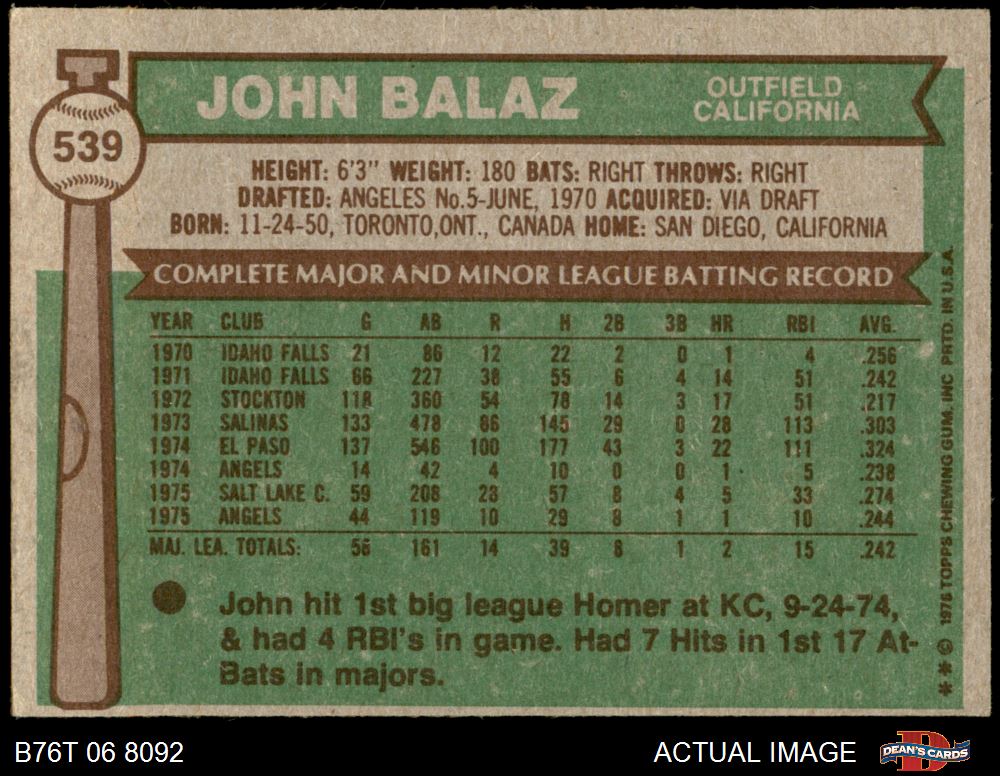 539
JOHN BALAZ
OUTFIELD
CALIFORNIA
HEIGHT: 6'3" WEIGHT: 180 BATS: RIGHT THROWS: RIGHT
DRAFTED: ANGELES No.5-JUNE, 1970 ACQUIRED: VIA DRAFT
BORN: 11-24-50, TORONTO,ONT., CANADA HOME: SAN DIEGO, CALIFORNIA
COMPLETE MAJOR AND MINOR LEAGUE BATTING RECORD
YEAR CLUB G AB R H 2B 3B HR RBI AVG.
1970 IDAHO FALLS 21 86 12 22 2 0 1 4 .256
1971 IDAHO FALLS 66 227 38 55 6 4 14 51 .242
1972 STOCKTON 118 360 54 78 14 3 17 51 .217
1973 SALINAS 133 478 86 145 29 0 28 113 .303
1974 EL PASO 137 546 100 177 43 3 22 111 .324
1974 ANGELS 14 42 4 10 0 0 1 5 .238
1975 SALT LAKE C. 59 208 28 57 8 4 5 33 .274
1975 ANGELS 44 119 10 29 8 1 1 10 .244
MAJ. LEA. TOTALS: 58 161 14 39 8 1 2 15 .242
John hit 1st big league Homer at KC, 9-24-74,
& had 4 RBI's in game. Had 7 Hits in 1st 17 At-
Bats in majors.
* * © 1976 TOPPS CHEWING GUM, INC PRTD. IN U.S.A.
B76T 06 8092
ACTUAL IMAGE
DEAN'S CARDS